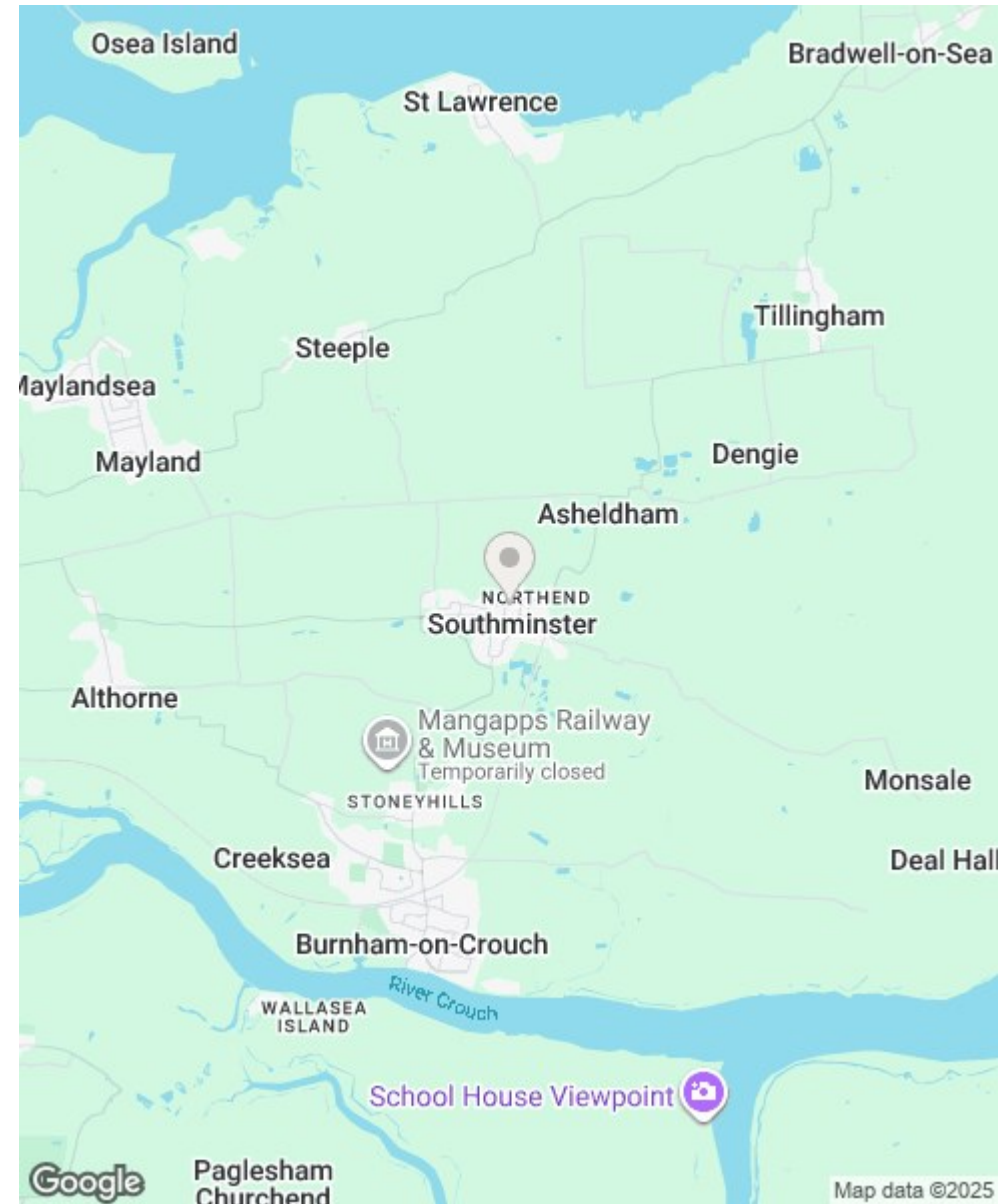 Osea Island
Bradwell-on-Sea
St Lawrence
Tillingham
Steeple
Maylandsea
Mayland
Dengie
Asheldham
NORTHEND
Southminster
Althorne
Mangapps Railway
& Museum
Temporarily closed
Monsale
STONEYHILLS
Creeksea
Deal Hall
Burnham-on-Crouch
River Crouch
WALLASEA
ISLAND
School House Viewpoint
Paglesham
Churchend
Google
Map data ©2025